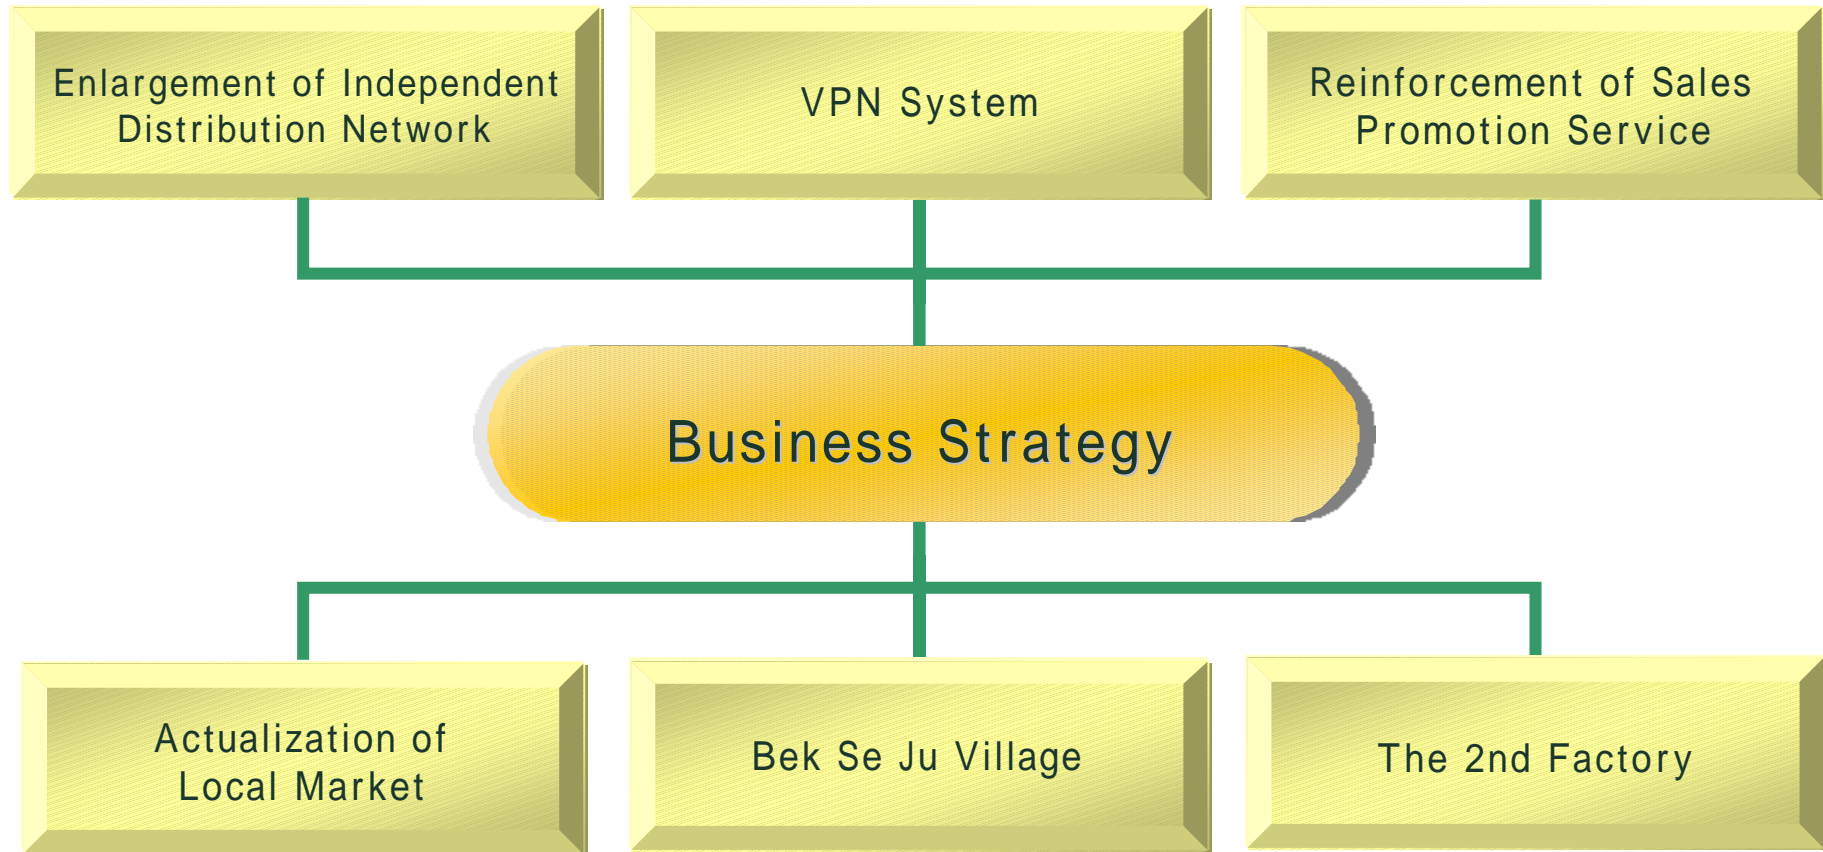 Enlargement of Independent
Distribution Network
VPN System
Reinforcement of Sales
Promotion Service
Business Strategy
Actualization of
Local Market
Bek Se Ju Village
The 2nd Factory